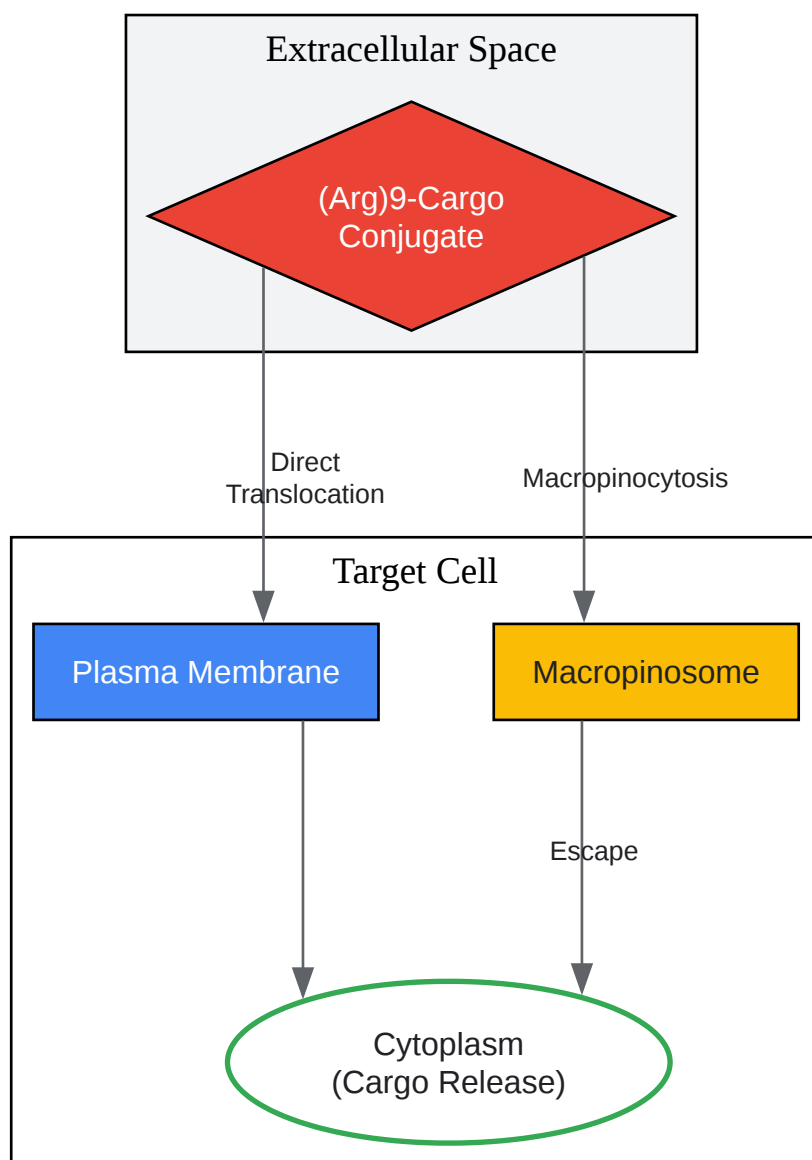 Extracellular Space
(Arg)9-Cargo
Conjugate
Direct
Translocation
Macropinocytosis
Target Cell
Plasma Membrane
Macropinosome
Escape
Cytoplasm
(Cargo Release)